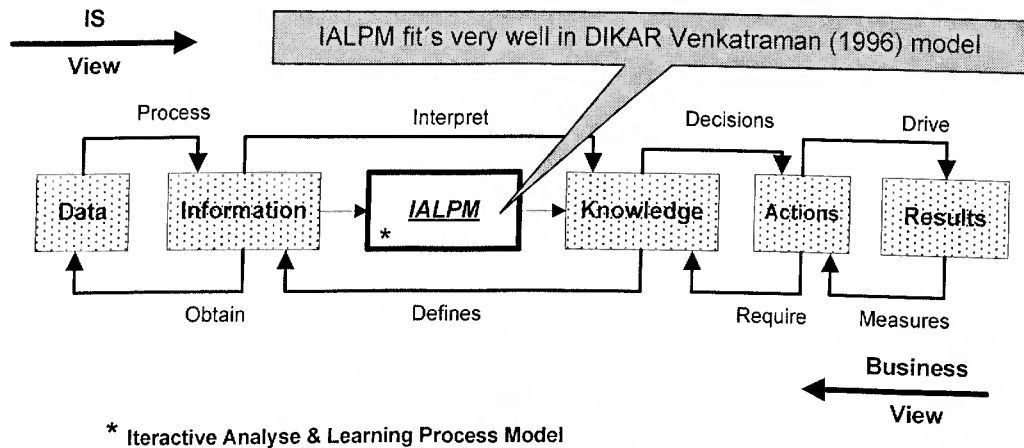 IS
View
IALPM fit´s very well in DIKAR Venkatraman (1996) model
Process
Interpret
Decisions
Drive
Data
Information
IALPM
*
Knowledge
Actions
Results
Obtain
Defines
Require
Measures
Business
View
* Iteractive Analyse & Learning Process Model